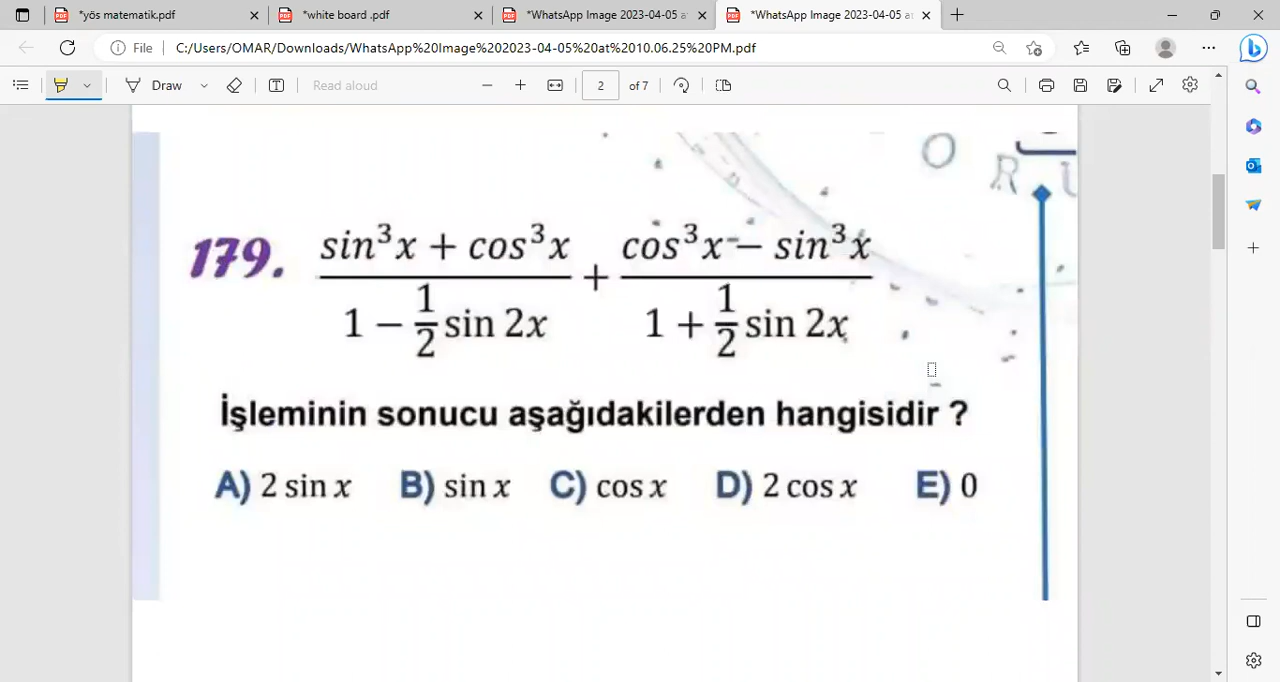 *yös matematik.pdf
*white board .pdf
*WhatsApp Image 2023-04-05 a
*WhatsApp Image 2023-04-05 at
File
C:/Users/OMAR/Downloads/WhatsApp%20Image%202023-04-05%20at%2010.06.25%20PM.pdf
Draw
Read aloud
2 of 7
O R
179. (sin³x + cos³x)/(1 − 1/2 sin 2x) + (cos³x − sin³x)/(1 + 1/2 sin 2x)
İşleminin sonucu aşağıdakilerden hangisidir ?
A) 2 sin x B) sin x C) cos x D) 2 cos x E) 0